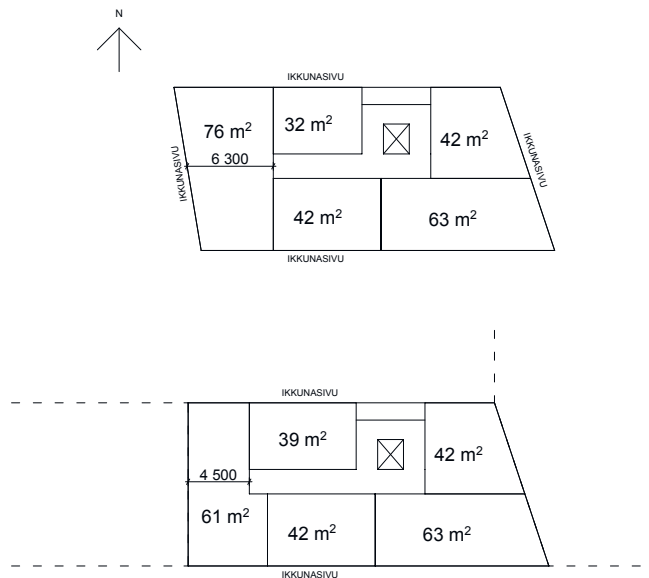 N
IKKUNASIVU
76 m²
32 m²
42 m²
6 300
IKKUNASIVU
IKKUNASIVU
42 m²
63 m²
IKKUNASIVU
IKKUNASIVU
39 m²
42 m²
4 500
61 m²
42 m²
63 m²
IKKUNASIVU